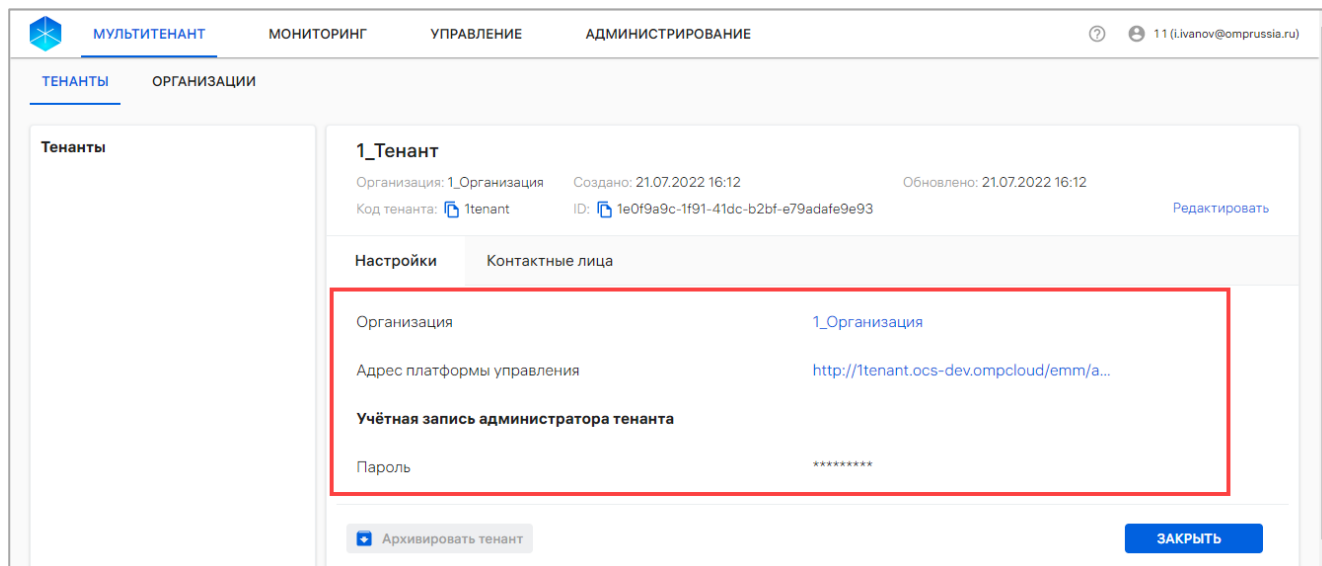 МУЛЬТИТЕНАНТ МОНИТОРИНГ УПРАВЛЕНИЕ АДМИНИСТРИРОВАНИЕ 1 1 (i.ivanov@omprussia.ru)
ТЕНАНТЫ ОРГАНИЗАЦИИ
Тенанты
1_Тенант
Организация: 1_Организация Создано: 21.07.2022 16:12 Обновлено: 21.07.2022 16:12
Код тенанта: 1tenant ID: 1e0f9a9c-1f91-41dc-b2bf-e79adafe9e93 Редактировать
Настройки Контактные лица
Организация 1_Организация
Адрес платформы управления http://1tenant.ocs-dev.ompcloud/emm/a...
Учётная запись администратора тенанта
Пароль *********
Архивировать тенант ЗАКРЫТЬ